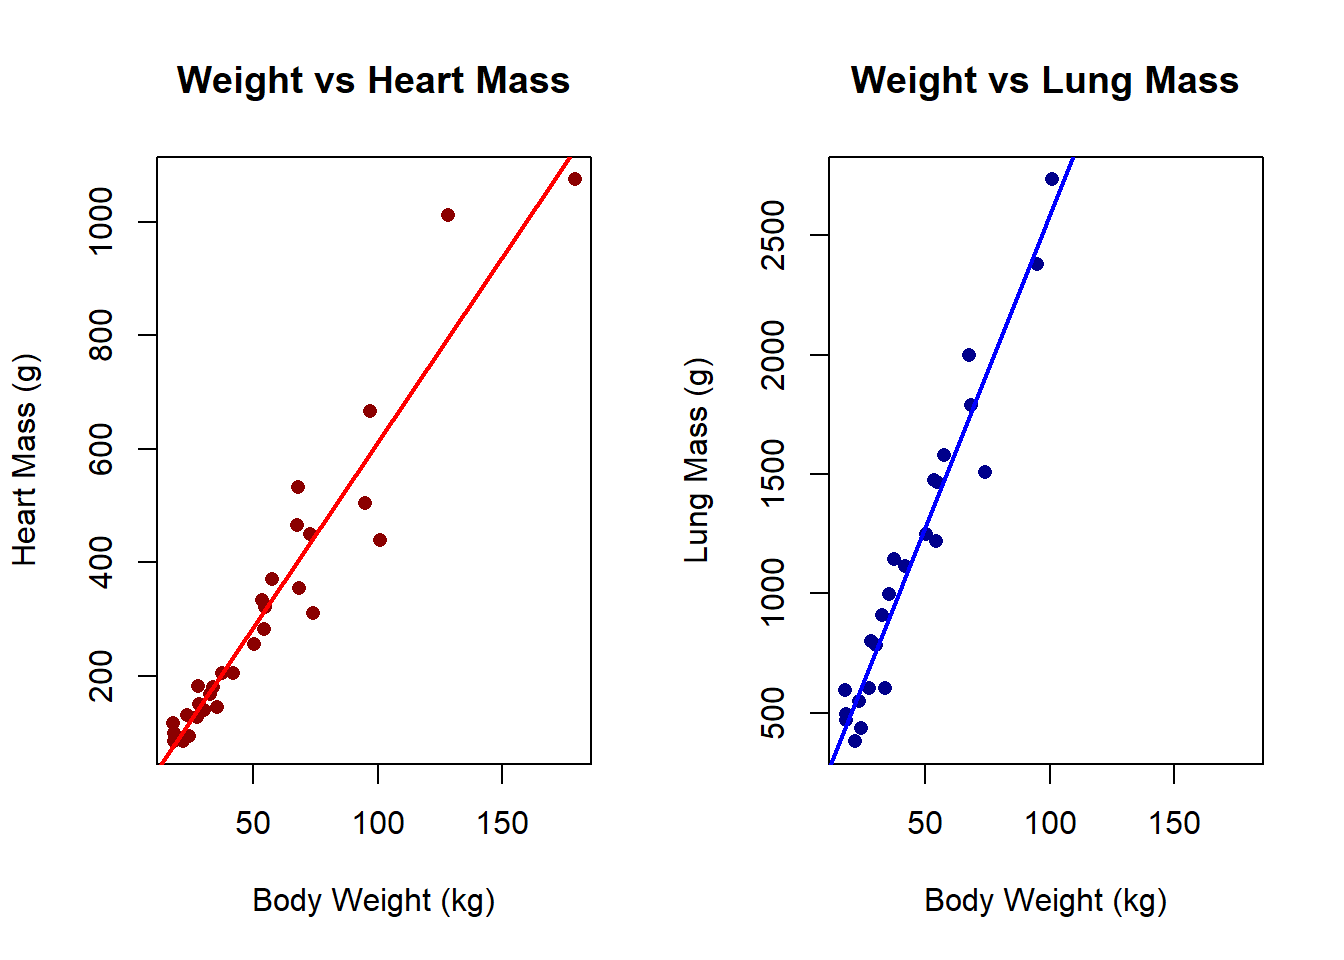 Weight vs Heart Mass
Heart Mass (g)
1000
800
600
400
200
50 100 150
Body Weight (kg)
Weight vs Lung Mass
Lung Mass (g)
2500
2000
1500
1000
500
50 100 150
Body Weight (kg)